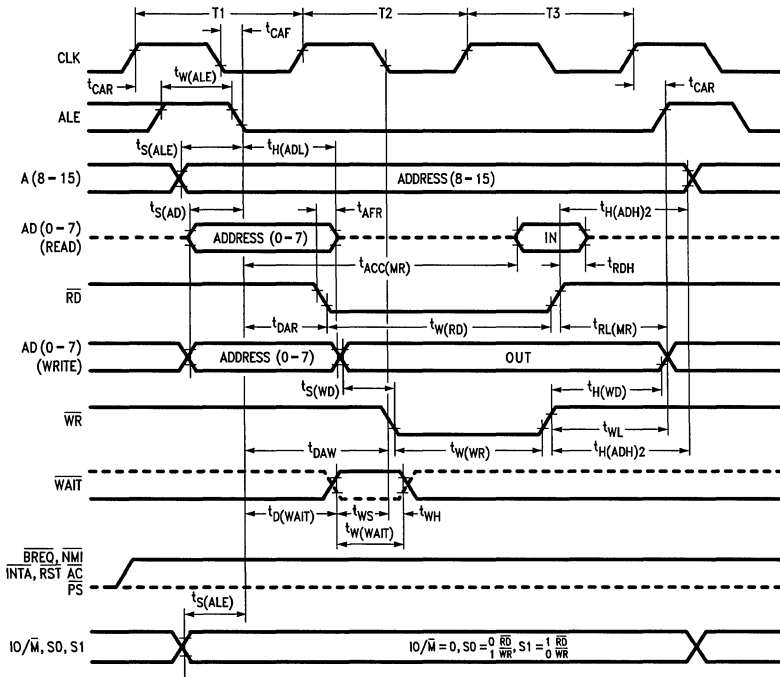 T1 T2 T3
tCAF
CLK
tCAR tW(ALE) tCAR
ALE
tS(ALE) tH(ADL)
A (8 – 15) ADDRESS (8 – 15)
tS(AD) tAFR tH(ADH)2
AD (0 – 7)
(READ)
ADDRESS (0 – 7) IN
tACC(MR) tRDH
RD
tDAR tW(RD) tRL(MR)
AD (0 – 7)
(WRITE)
ADDRESS (0 – 7) OUT
tS(WD) tH(WD)
WR
tDAW tW(WR) tWL
tH(ADH)2
WAIT
tD(WAIT) tWS tWH
tW(WAIT)
BREQ, NMI
INTA, RST AC
PS
tS(ALE)
IO/M, S0, S1 IO/M = 0, S0 = 0 RD 1 WR, S1 = 1 RD 0 WR